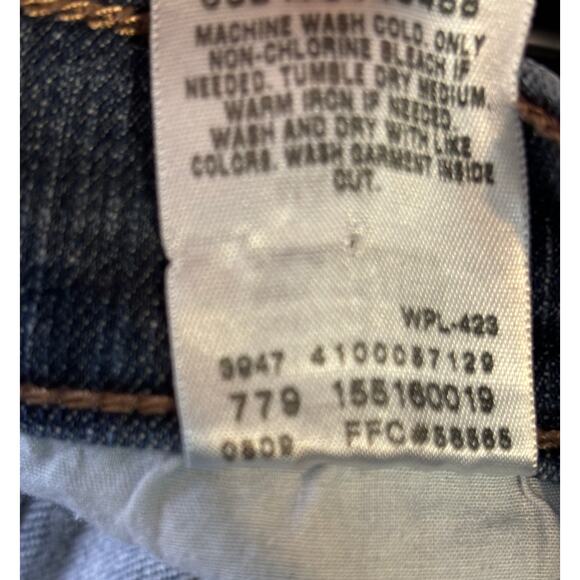 MACHINE WASH COLD. ONLY
NON-CHLORINE BLEACH IF
NEEDED. TUMBLE DRY MEDIUM.
WARM IRON IF NEEDED.
WASH AND DRY WITH LIKE
COLORS. WASH GARMENT INSIDE
OUT.
WPL-423
3947 4100087129
779 155160019
0809 FFC#58565